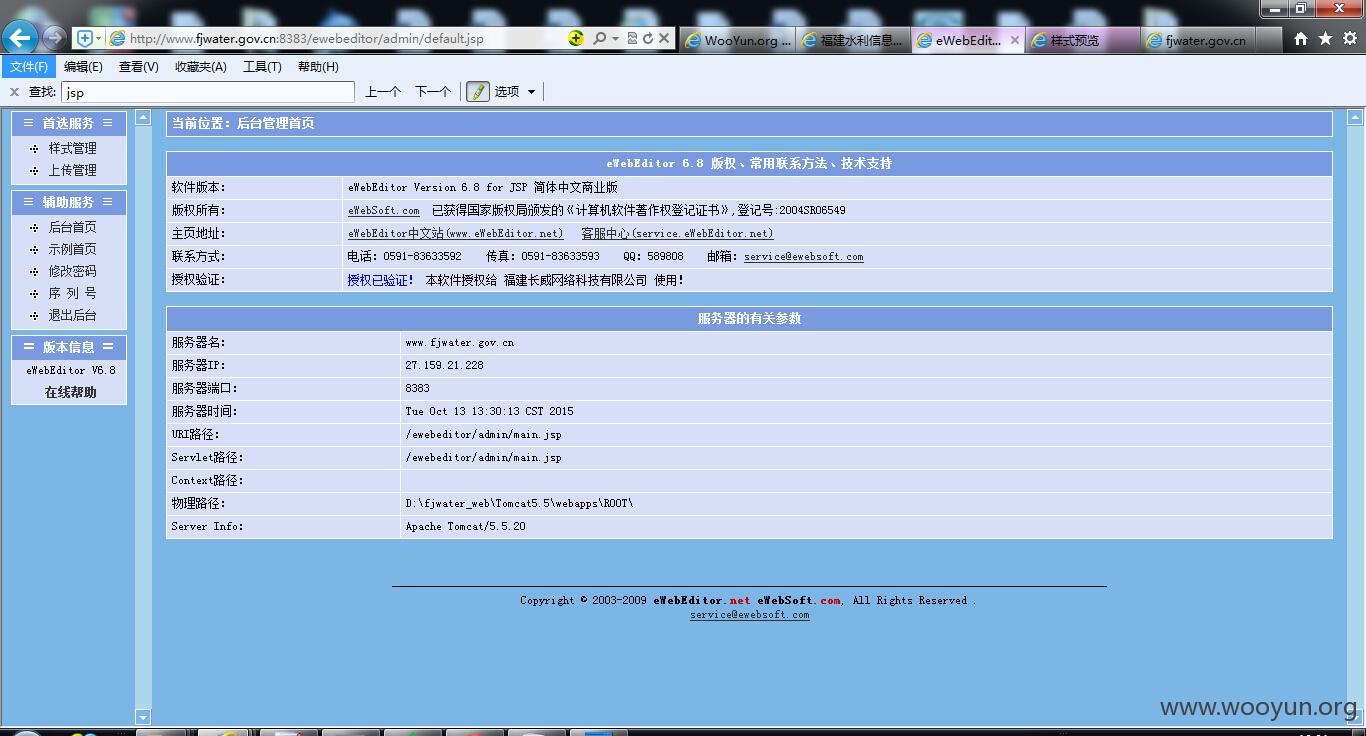 http://www.fjwater.gov.cn:8383/ewebeditor/admin/default.jsp
WooYun.org ...
福建水利信息...
eWebEdit...
样式预览
fjwater.gov.cn
文件(F) 编辑(E) 查看(V) 收藏夹(A) 工具(T) 帮助(H)
查找: jsp 上一个 下一个 选项
首选服务
样式管理
上传管理
辅助服务
后台首页
示例首页
修改密码
序 列 号
退出后台
版本信息
eWebEditor V6.8
在线帮助
当前位置：后台管理首页
eWebEditor 6.8 版权、常用联系方法、技术支持
软件版本： eWebEditor Version 6.8 for JSP 简体中文商业版
版权所有： eWebSoft.com 已获得国家版权局颁发的《计算机软件著作权登记证书》,登记号:2004SR06549
主页地址： eWebEditor中文站(www.eWebEditor.net) 客服中心(service.eWebEditor.net)
联系方式： 电话：0591-83633592 传真：0591-83633593 QQ：589808 邮箱：service@ewebsoft.com
授权验证： 授权已验证! 本软件授权给 福建长威网络科技有限公司 使用!
服务器的有关参数
服务器名： www.fjwater.gov.cn
服务器IP： 27.159.21.228
服务器端口： 8383
服务器时间： Tue Oct 13 13:30:13 CST 2015
URI路径： /ewebeditor/admin/main.jsp
Servlet路径： /ewebeditor/admin/main.jsp
Context路径：
物理路径： D:\fjwater_web\Tomcat5.5\webapps\ROOT\
Server Info： Apache Tomcat/5.5.20
Copyright © 2003-2009 eWebEditor.net eWebSoft.com, All Rights Reserved .
service@ewebsoft.com
www.wooyun.org